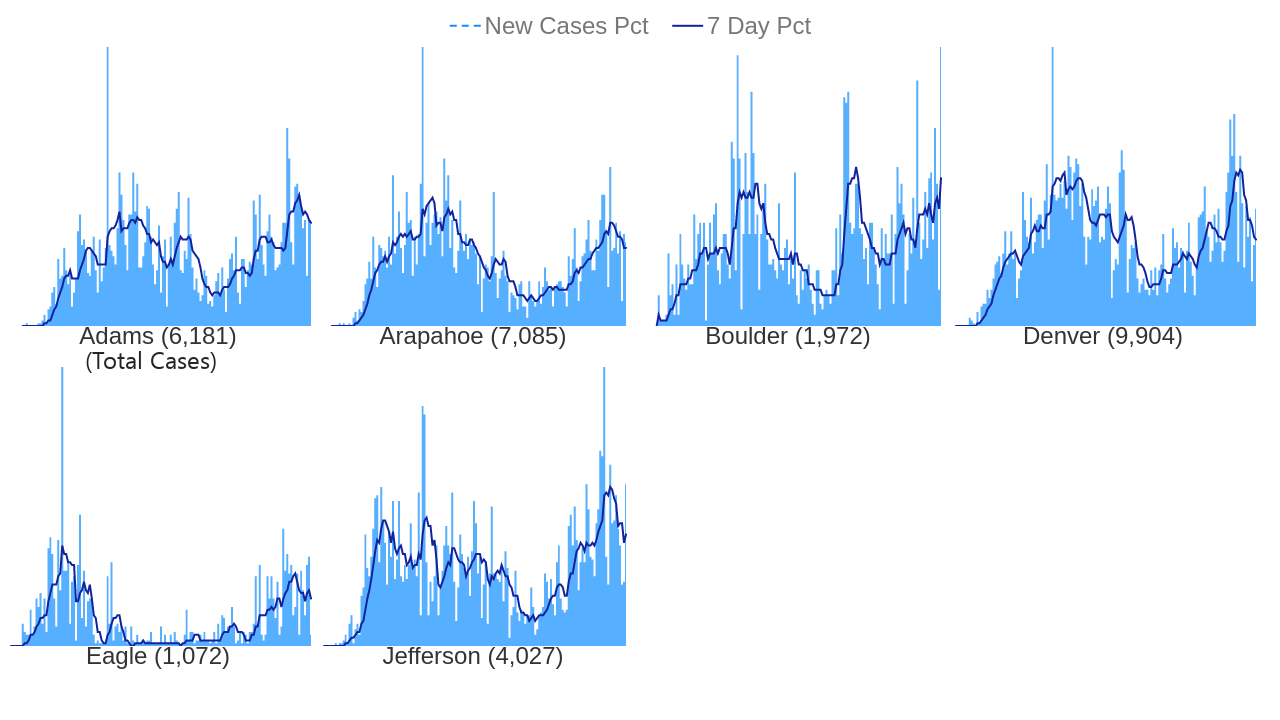 New Cases Pct 7 Day Pct
Adams (6,181) Arapahoe (7,085) Boulder (1,972) Denver (9,904)
(Total Cases)
Eagle (1,072) Jefferson (4,027)